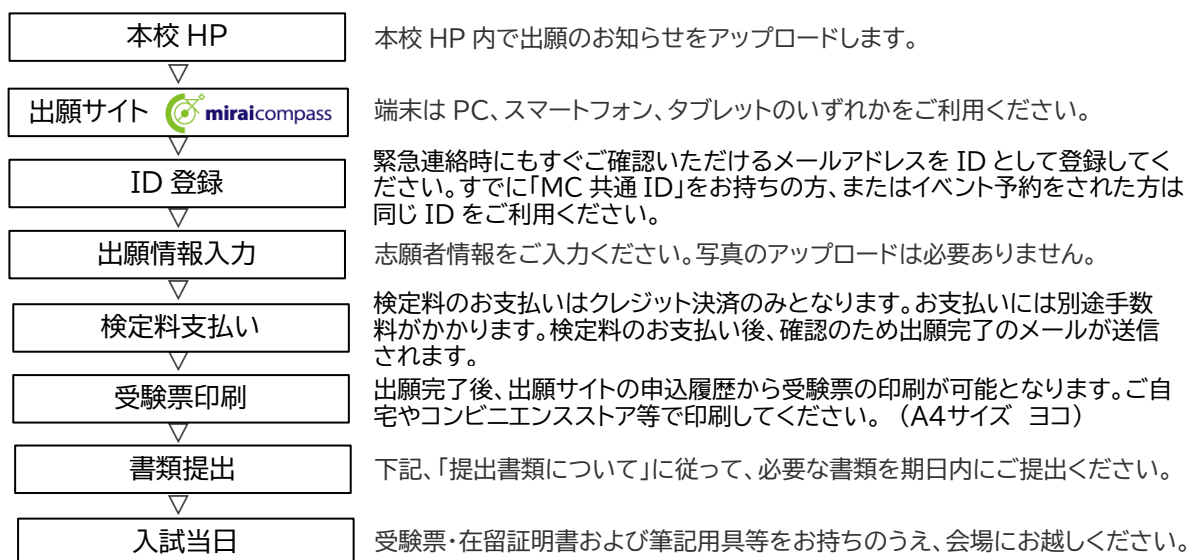 本校 HP
本校 HP 内で出願のお知らせをアップロードします。
▽
出願サイト miraicompass
端末は PC、スマートフォン、タブレットのいずれかをご利用ください。
▽
ID 登録
緊急連絡時にもすぐご確認いただけるメールアドレスを ID として登録してく
ださい。すでに「MC 共通 ID」をお持ちの方、またはイベント予約をされた方は
同じ ID をご利用ください。
▽
出願情報入力
志願者情報をご入力ください。写真のアップロードは必要ありません。
▽
検定料支払い
検定料のお支払いはクレジット決済のみとなります。お支払いには別途手数
料がかかります。検定料のお支払い後、確認のため出願完了のメールが送信
されます。
▽
受験票印刷
出願完了後、出願サイトの申込履歴から受験票の印刷が可能となります。ご自
宅やコンビニエンスストア等で印刷してください。（A4サイズ ヨコ）
▽
書類提出
下記、「提出書類について」に従って、必要な書類を期日内にご提出ください。
▽
入試当日
受験票・在留証明書および筆記用具等をお持ちのうえ、会場にお越しください。